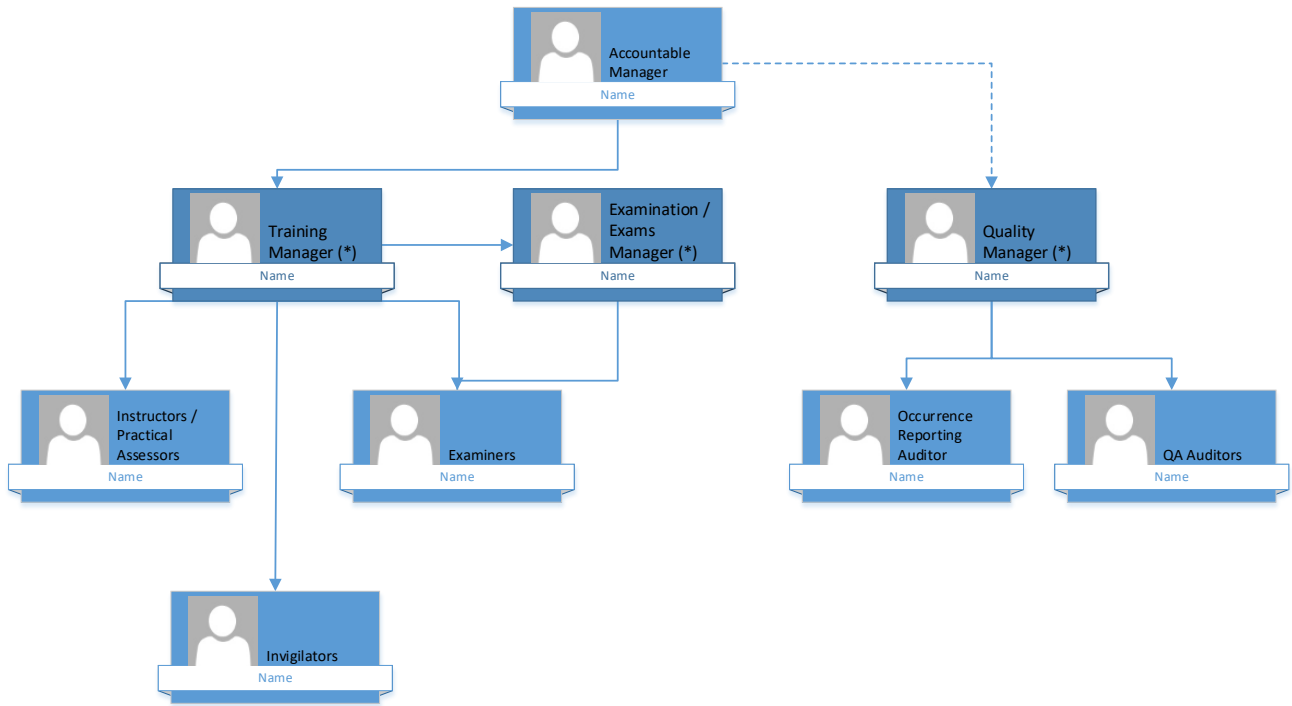 Accountable
Manager
Name
Training
Manager (*)
Name
Examination /
Exams
Manager (*)
Name
Quality
Manager (*)
Name
Instructors /
Practical
Assessors
Name
Examiners
Name
Occurrence
Reporting
Auditor
Name
QA Auditors
Name
Invigilators
Name